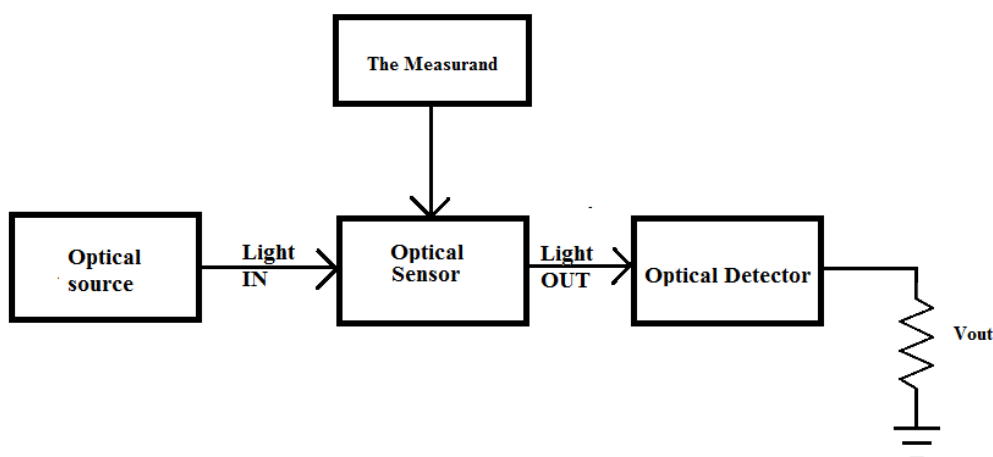 The Measurand
Optical
source
Light
IN
Optical
Sensor
Light
OUT
Optical Detector
Vout